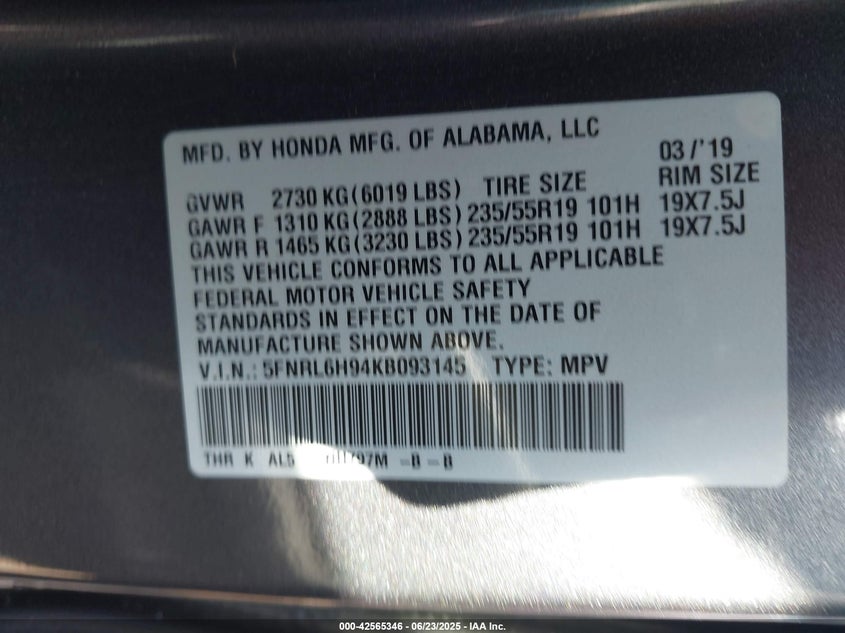 MFD. BY HONDA MFG. OF ALABAMA, LLC
03/'19
GVWR 2730 KG(6019 LBS) TIRE SIZE RIM SIZE
GAWR F 1310 KG(2888 LBS) 235/55R19 101H 19X7.5J
GAWR R 1465 KG(3230 LBS) 235/55R19 101H 19X7.5J
THIS VEHICLE CONFORMS TO ALL APPLICABLE
FEDERAL MOTOR VEHICLE SAFETY
STANDARDS IN EFFECT ON THE DATE OF
MANUFACTURE SHOWN ABOVE.
V.I.N.: 5FNRL6H94KB093145 TYPE: MPV
THR K AL5 -B -B
000-42565346 - 06/23/2025 - IAA Inc.